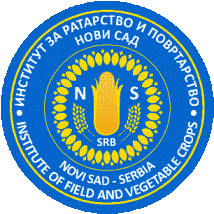 • ИНСТИТУТ ЗА РАТАРСТВО И ПОВРТАРСТВО •
НОВИ САД
N S
SRB
NOVI SAD - SERBIA
INSTITUTE OF FIELD AND VEGETABLE CROPS